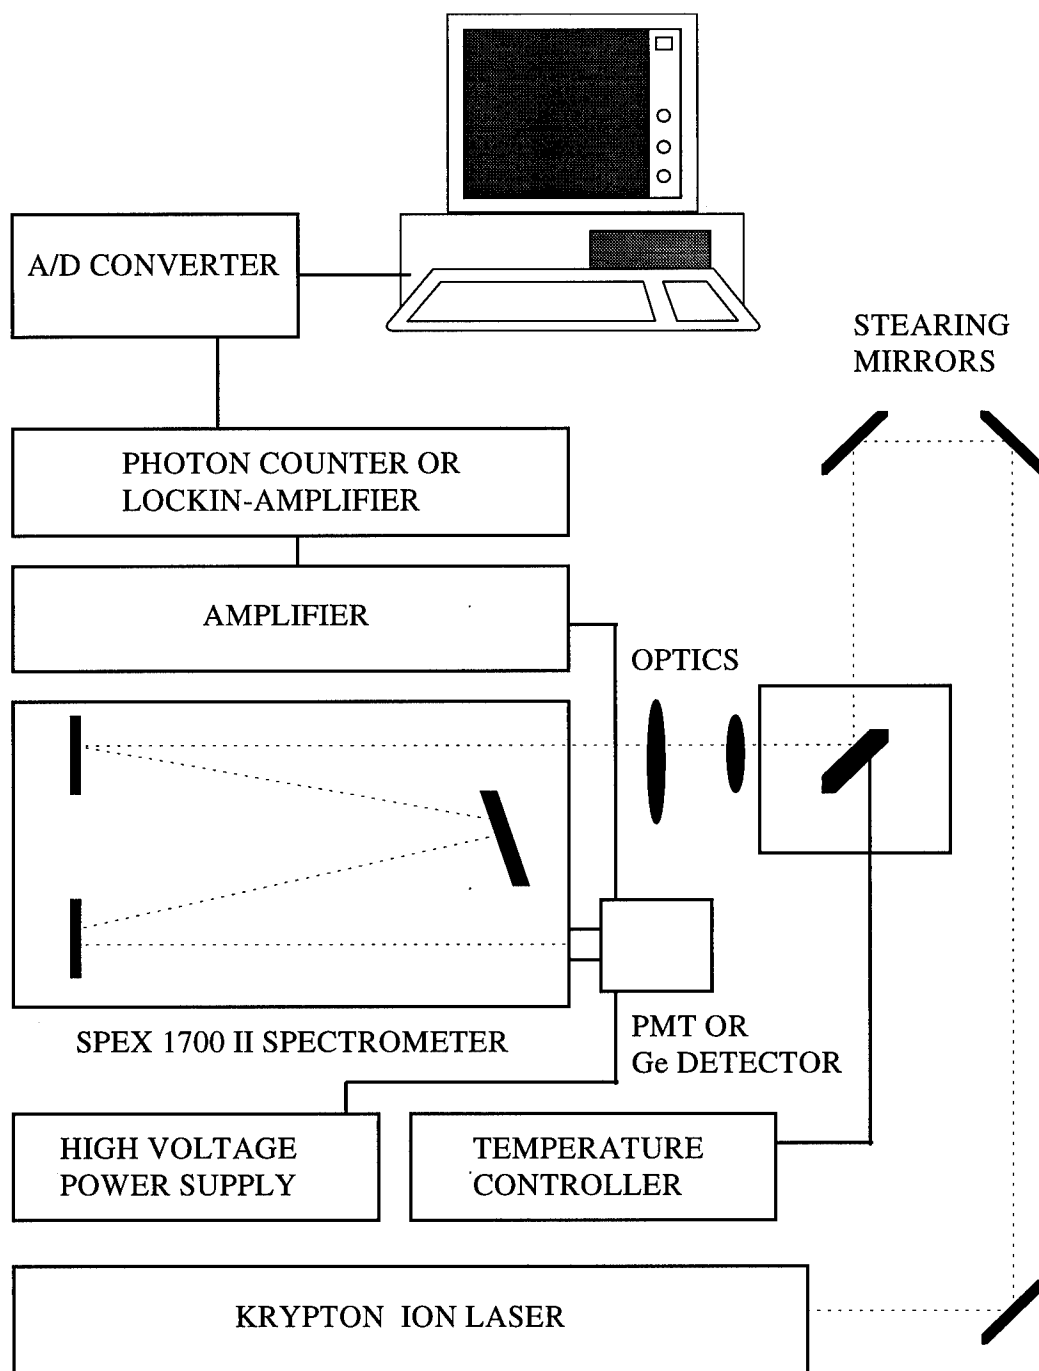 A/D CONVERTER
STEARING
MIRRORS
PHOTON COUNTER OR
LOCKIN-AMPLIFIER
AMPLIFIER
OPTICS
SPEX 1700 II SPECTROMETER
PMT OR
Ge DETECTOR
HIGH VOLTAGE
POWER SUPPLY
TEMPERATURE
CONTROLLER
KRYPTON ION LASER